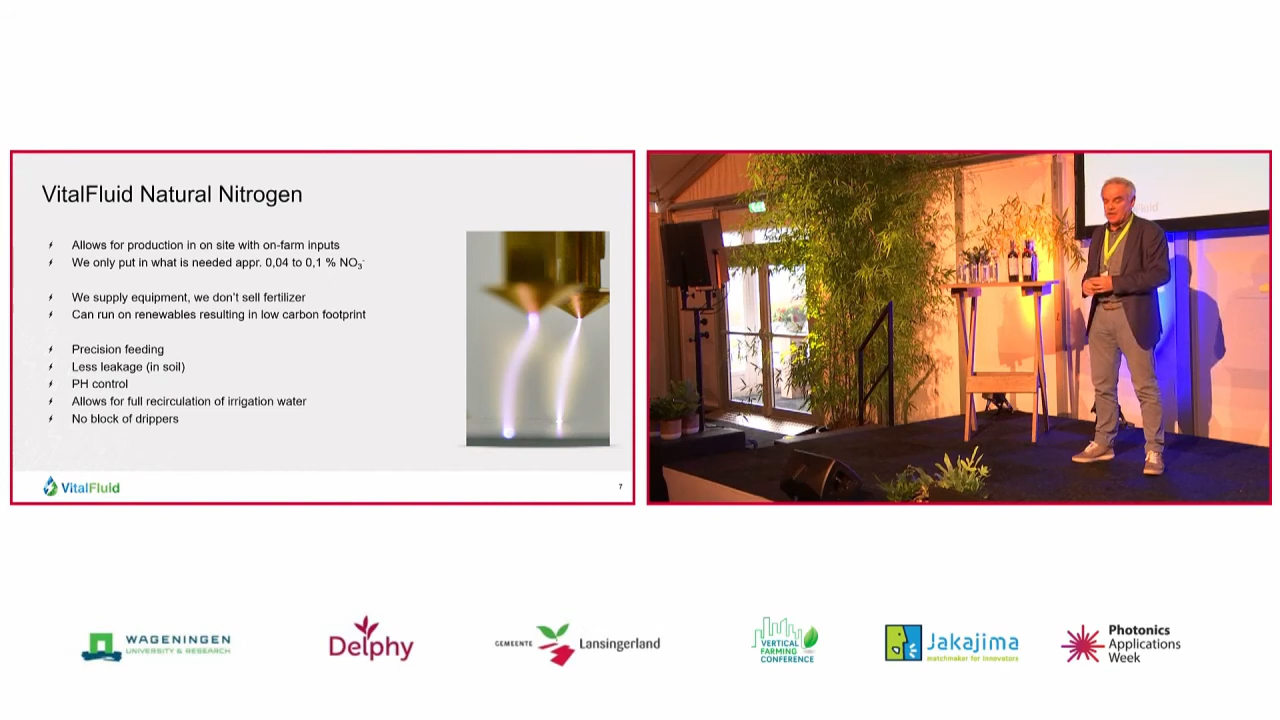 VitalFluid Natural Nitrogen
Allows for production in on site with on-farm inputs
We only put in what is needed appr. 0,04 to 0,1 % NO3-
We supply equipment, we don't sell fertilizer
Can run on renewables resulting in low carbon footprint
Precision feeding
Less leakage (in soil)
PH control
Allows for full recirculation of irrigation water
No block of drippers
VitalFluid
7
WAGENINGEN
UNIVERSITY & RESEARCH
Delphy
GEMEENTE Lansingerland
VERTICAL
FARMING
CONFERENCE
Jakajima
matchmaker for innovators
Photonics
Applications
Week